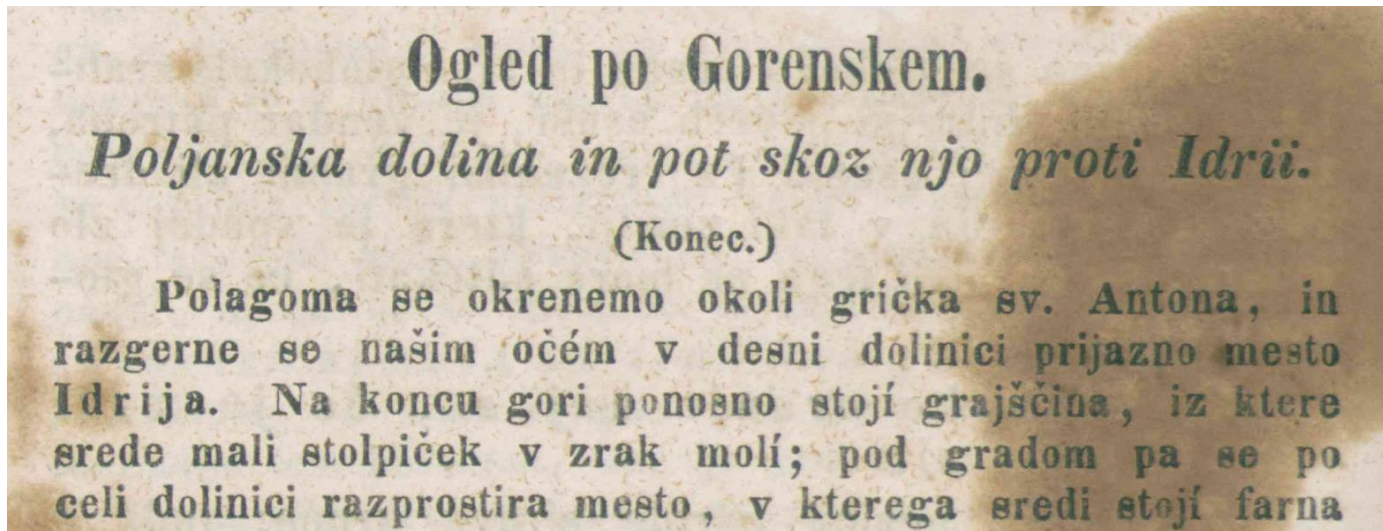 Ogled po Gorenskem.
Poljanska dolina in pot skoz njo proti Idrii.
(Konec.)
Polagoma se okrenemo okoli grička sv. Antona, in
razgerne se našim očém v desni dolinici prijazno mesto
Idrija. Na koncu gori ponosno stojí grajščina, iz ktere
srede mali stolpiček v zrak molí; pod gradom pa se po
celi dolinici razprostira mesto, v kterega sredi stojí farna